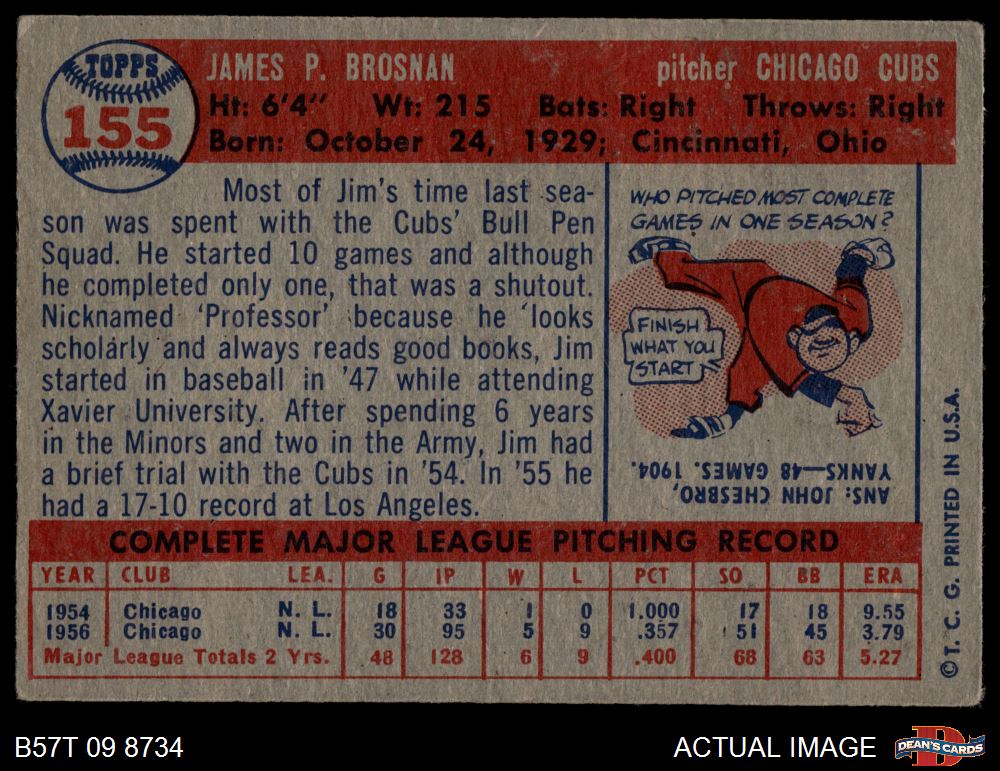 TOPPS
155
JAMES P. BROSNAN pitcher CHICAGO CUBS
Ht: 6'4" Wt: 215 Bats: Right Throws: Right
Born: October 24, 1929; Cincinnati, Ohio
Most of Jim's time last sea-
son was spent with the Cubs' Bull Pen
Squad. He started 10 games and although
he completed only one, that was a shutout.
Nicknamed 'Professor' because he 'looks
scholarly and always reads good books, Jim
started in baseball in '47 while attending
Xavier University. After spending 6 years
in the Minors and two in the Army, Jim had
a brief trial with the Cubs in '54. In '55 he
had a 17-10 record at Los Angeles.
WHO PITCHED MOST COMPLETE
GAMES IN ONE SEASON?
FINISH
WHAT YOU
START
ANS: JOHN CHESBRO,
YANKS—48 GAMES. 1904.
COMPLETE MAJOR LEAGUE PITCHING RECORD
YEAR CLUB LEA. G IP W L PCT SO BB ERA
1954 Chicago N. L. 18 33 1 0 1.000 17 18 9.55
1956 Chicago N. L. 30 95 5 9 .357 51 45 3.79
Major League Totals 2 Yrs. 48 128 6 9 .400 68 63 5.27
© T. C. G. PRINTED IN U.S.A.
B57T 09 8734 ACTUAL IMAGE
D
DEAN'S CARDS